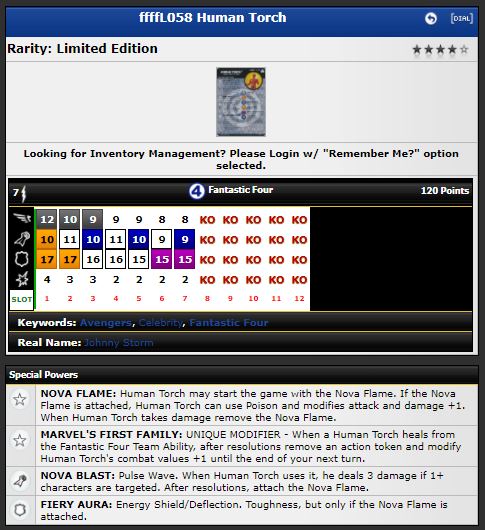 ffffL058 Human Torch
[DIAL]
Rarity: Limited Edition
Looking for Inventory Management? Please Login w/ "Remember Me?" option
selected.
7 4 Fantastic Four 120 Points
12 10 9 9 9 8 8 KO KO KO KO KO
10 11 10 11 10 9 9 KO KO KO KO KO
17 17 16 16 15 15 15 KO KO KO KO KO
4 3 3 2 2 2 2 KO KO KO KO KO
SLOT 1 2 3 4 5 6 7 8 9 10 11 12
Keywords: Avengers, Celebrity, Fantastic Four
Real Name: Johnny Storm
Special Powers
NOVA FLAME: Human Torch may start the game with the Nova Flame. If the Nova
Flame is attached, Human Torch can use Poison and modifies attack and damage +1.
When Human Torch takes damage remove the Nova Flame.
MARVEL'S FIRST FAMILY: UNIQUE MODIFIER - When a Human Torch heals from
the Fantastic Four Team Ability, after resolutions remove an action token and modify
Human Torch's combat values +1 until the end of your next turn.
NOVA BLAST: Pulse Wave. When Human Torch uses it, he deals 3 damage if 1+
characters are targeted. After resolutions, attach the Nova Flame.
FIERY AURA: Energy Shield/Deflection. Toughness, but only if the Nova Flame is
attached.